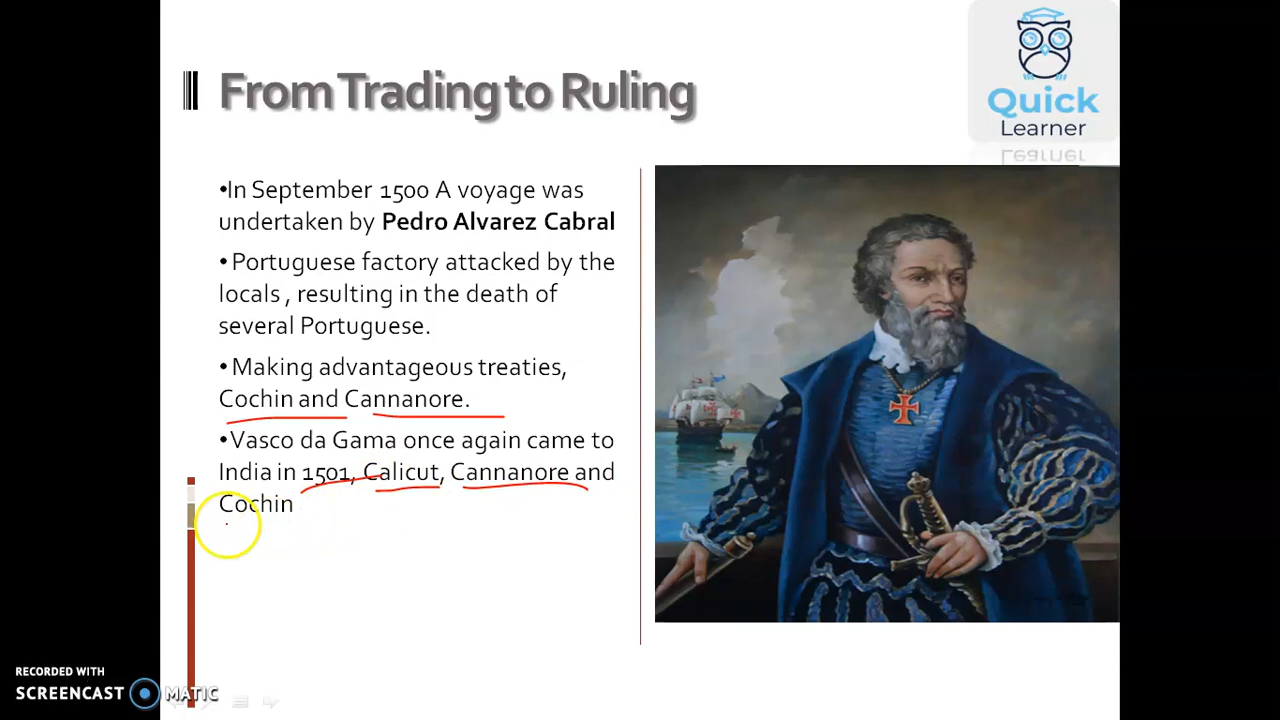 From Trading to Ruling
Quick
Learner
•In September 1500 A voyage was
undertaken by Pedro Alvarez Cabral
• Portuguese factory attacked by the
locals , resulting in the death of
several Portuguese.
• Making advantageous treaties,
Cochin and Cannanore.
•Vasco da Gama once again came to
India in 1501, Calicut, Cannanore and
Cochin
RECORDED WITH
SCREENCAST MATIC